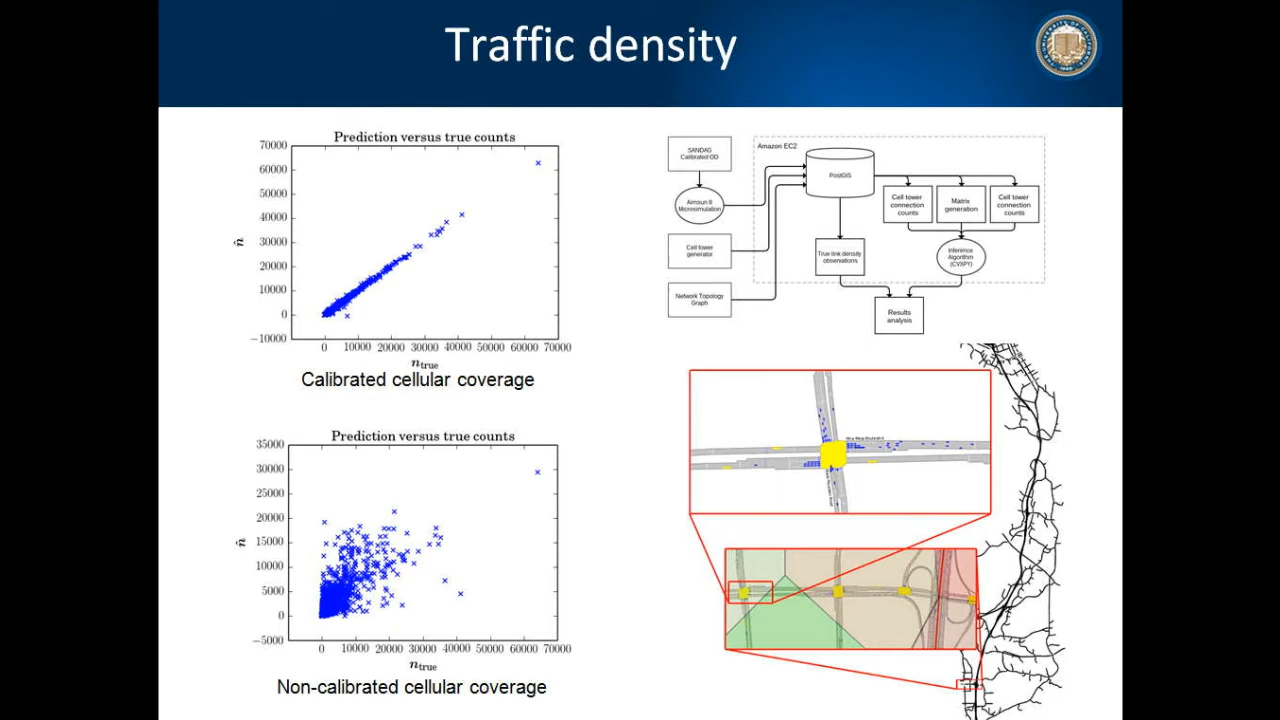 Traffic density
Prediction versus true counts
70000
60000
50000
40000
30000
20000
10000
0
−10000
n̂
0 10000 20000 30000 40000 50000 60000 70000
n_true
Calibrated cellular coverage
Prediction versus true counts
35000
30000
25000
20000
15000
10000
5000
0
−5000
n̂
0 10000 20000 30000 40000 50000 60000 70000
n_true
Non-calibrated cellular coverage
SANDAG
Calibrated OD
Aimsun 8
Microsimulation
Cell tower
generator
Network Topology
Graph
Amazon EC2
PostGIS
Cell tower
connection
counts
Matrix
generation
Cell tower
connection
counts
True link density
observations
Inference
Algorithm
(CVXPY)
Results
analysis